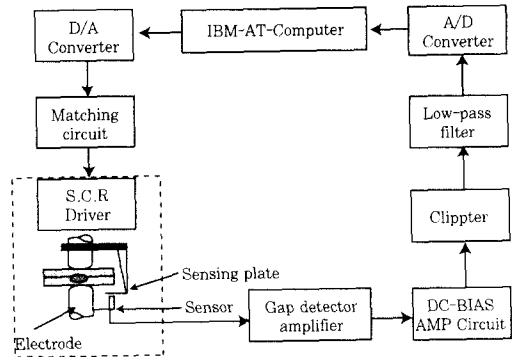 D/A
Converter
IBM-AT-Computer
A/D
Converter
Matching
circuit
Low-pass
filter
S.C.R
Driver
Clippter
Sensing plate
Sensor
Electrode
Gap detector
amplifier
DC-BIAS
AMP Circuit